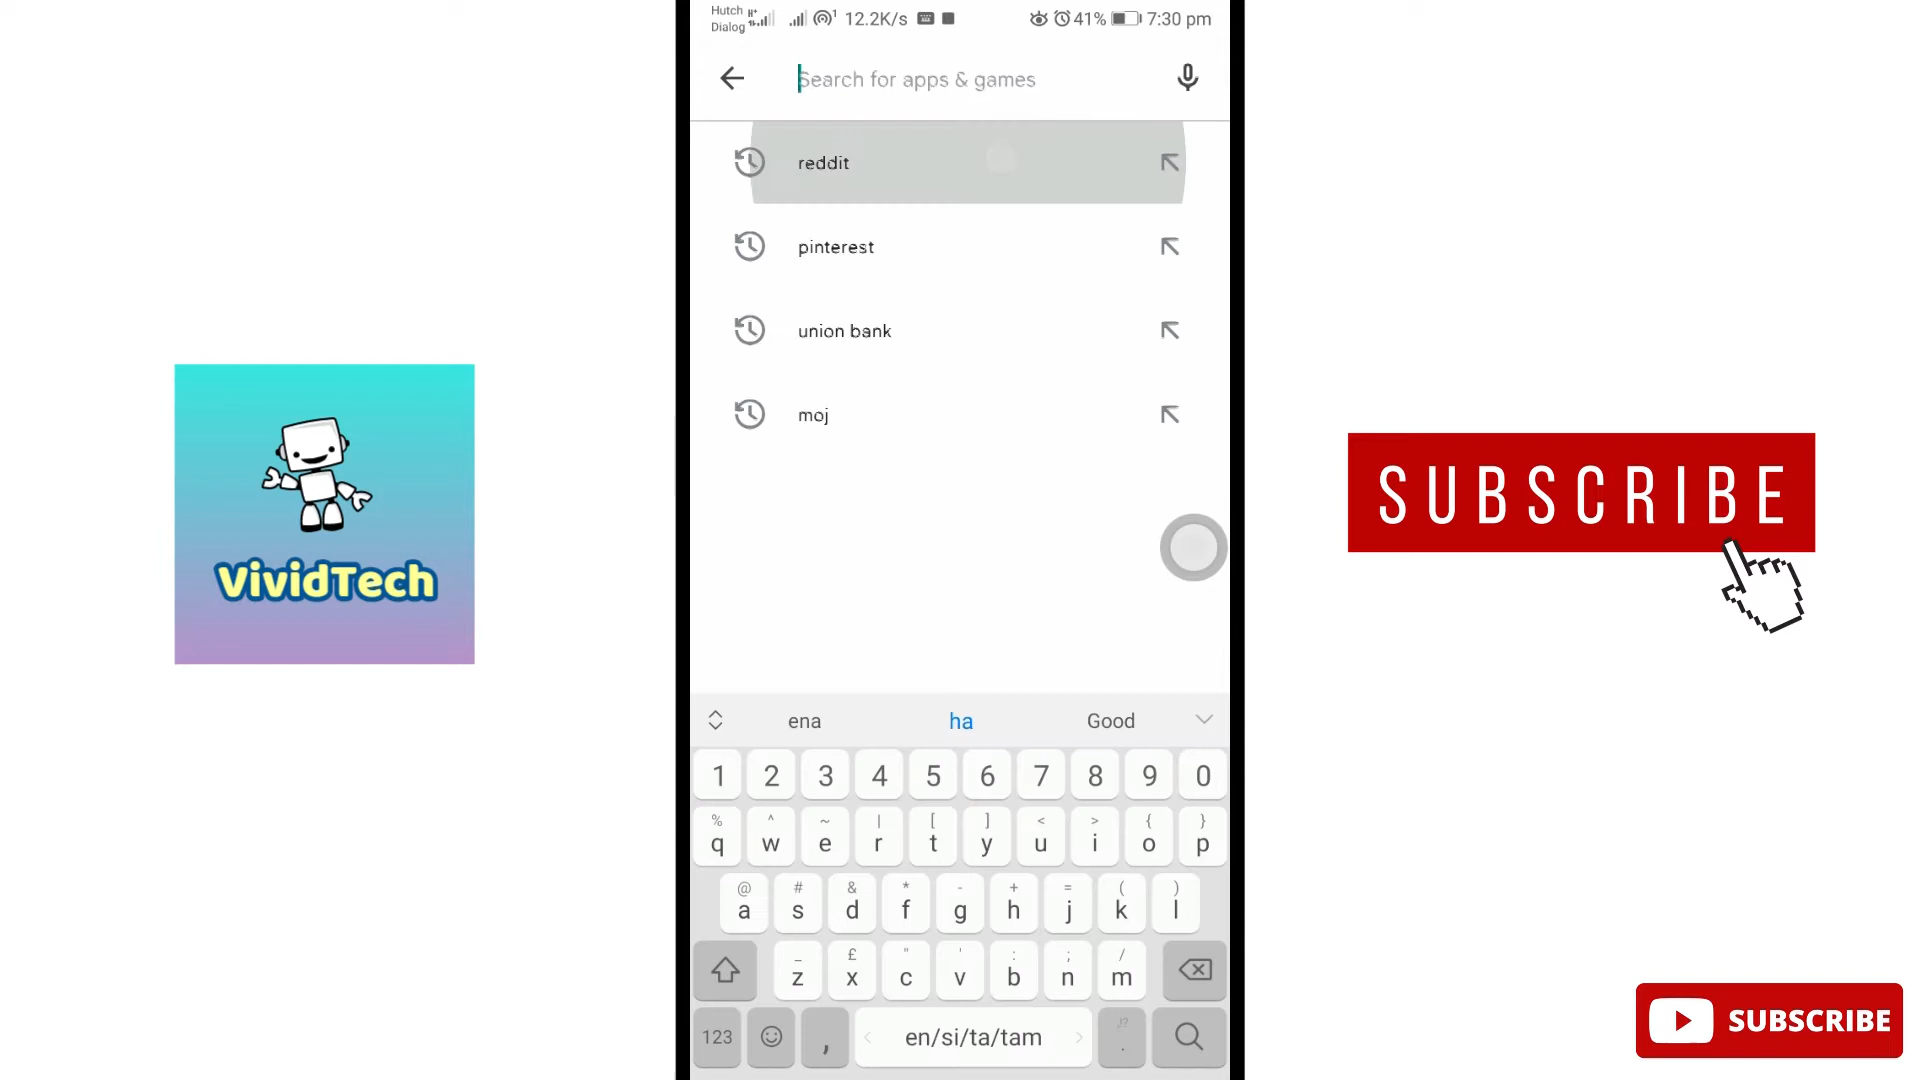 Hutch
Dialog
H+
1 12.2K/s
41% 7:30 pm
Search for apps & games
reddit
pinterest
union bank
moj
VividTech
SUBSCRIBE
ena ha Good
1 2 3 4 5 6 7 8 9 0
% ^ ~ | [ ] < > { }
q w e r t y u i o p
@ # & * - + = ( )
a s d f g h j k l
_ £ " ' : ; /
z x c v b n m
!?
123 , en/si/ta/tam .
SUBSCRIBE